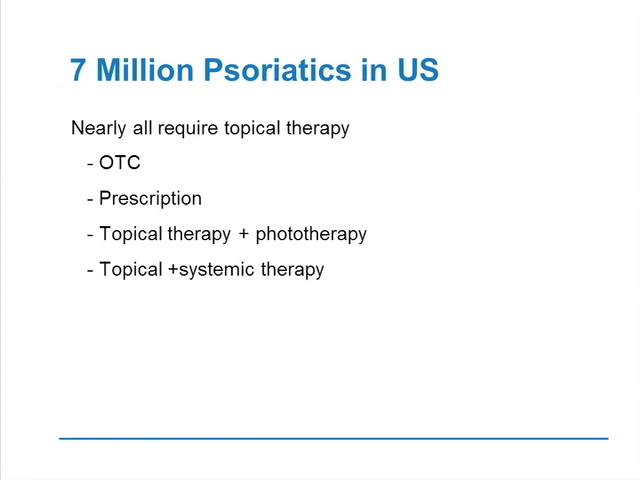 7 Million Psoriatics in US
Nearly all require topical therapy
- OTC
- Prescription
- Topical therapy + phototherapy
- Topical +systemic therapy